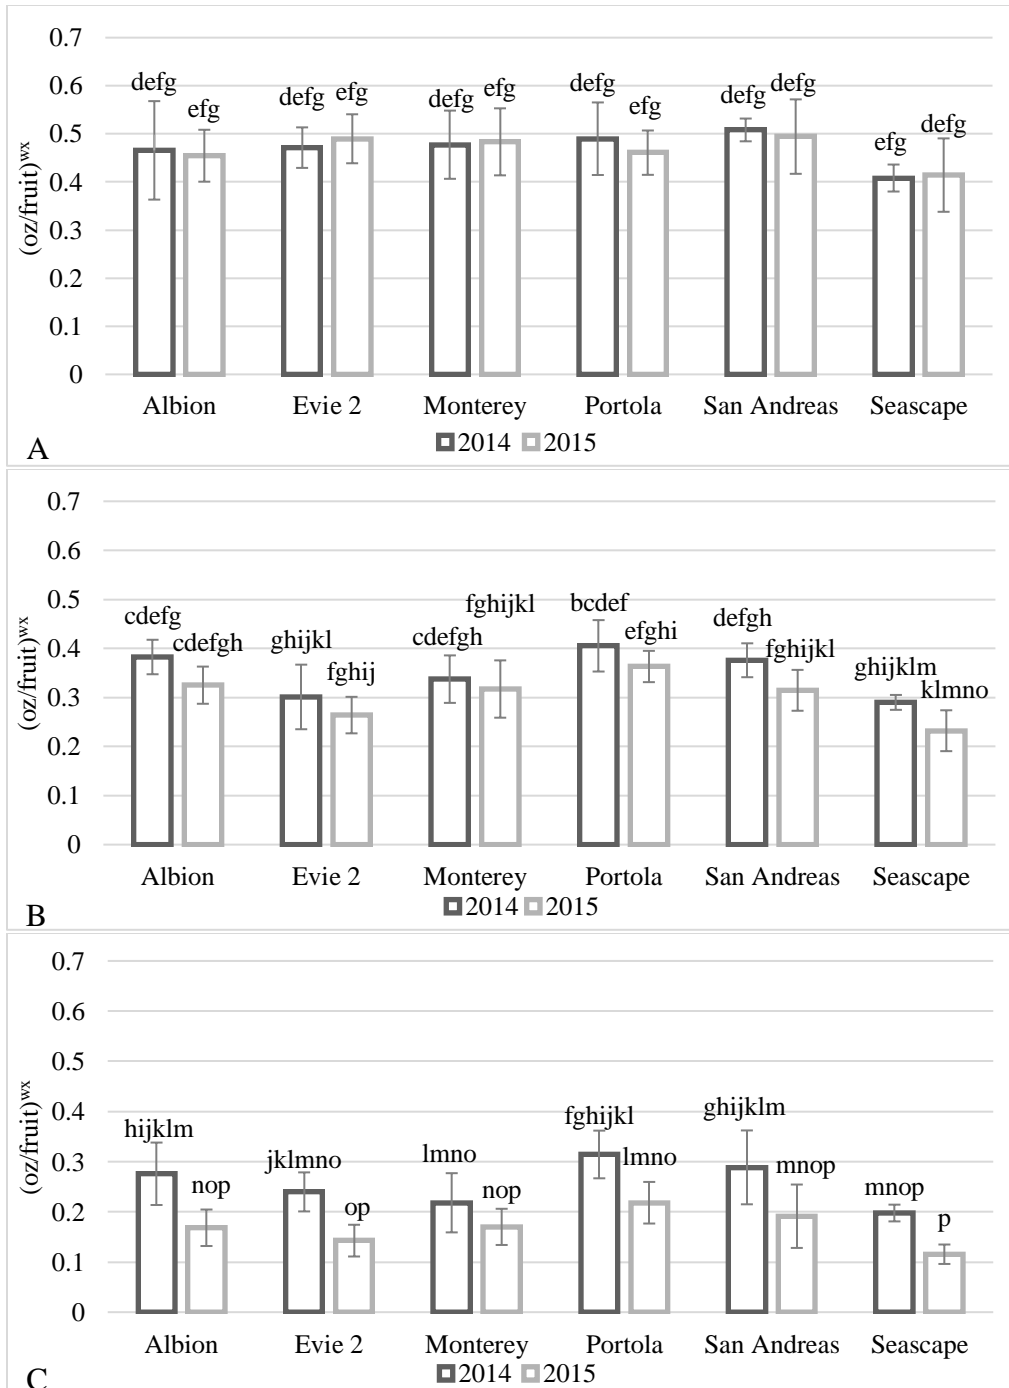 0.7
0.6
0.5
0.4
0.3
0.2
0.1
0
(oz/fruit)wx
defg efg defg efg defg efg defg efg defg defg efg defg
Albion Evie 2 Monterey Portola San Andreas Seascape
2014 2015
A
0.7
0.6
0.5
0.4
0.3
0.2
0.1
0
(oz/fruit)wx
cdefg cdefgh ghijkl fghij cdefgh fghijkl bcdef efghi defgh fghijkl ghijklm klmno
Albion Evie 2 Monterey Portola San Andreas Seascape
2014 2015
B
0.7
0.6
0.5
0.4
0.3
0.2
0.1
0
(oz/fruit)wx
hijklm nop jklmno op lmno nop fghijkl lmno ghijklm mnop mnop p
Albion Evie 2 Monterey Portola San Andreas Seascape
2014 2015
C